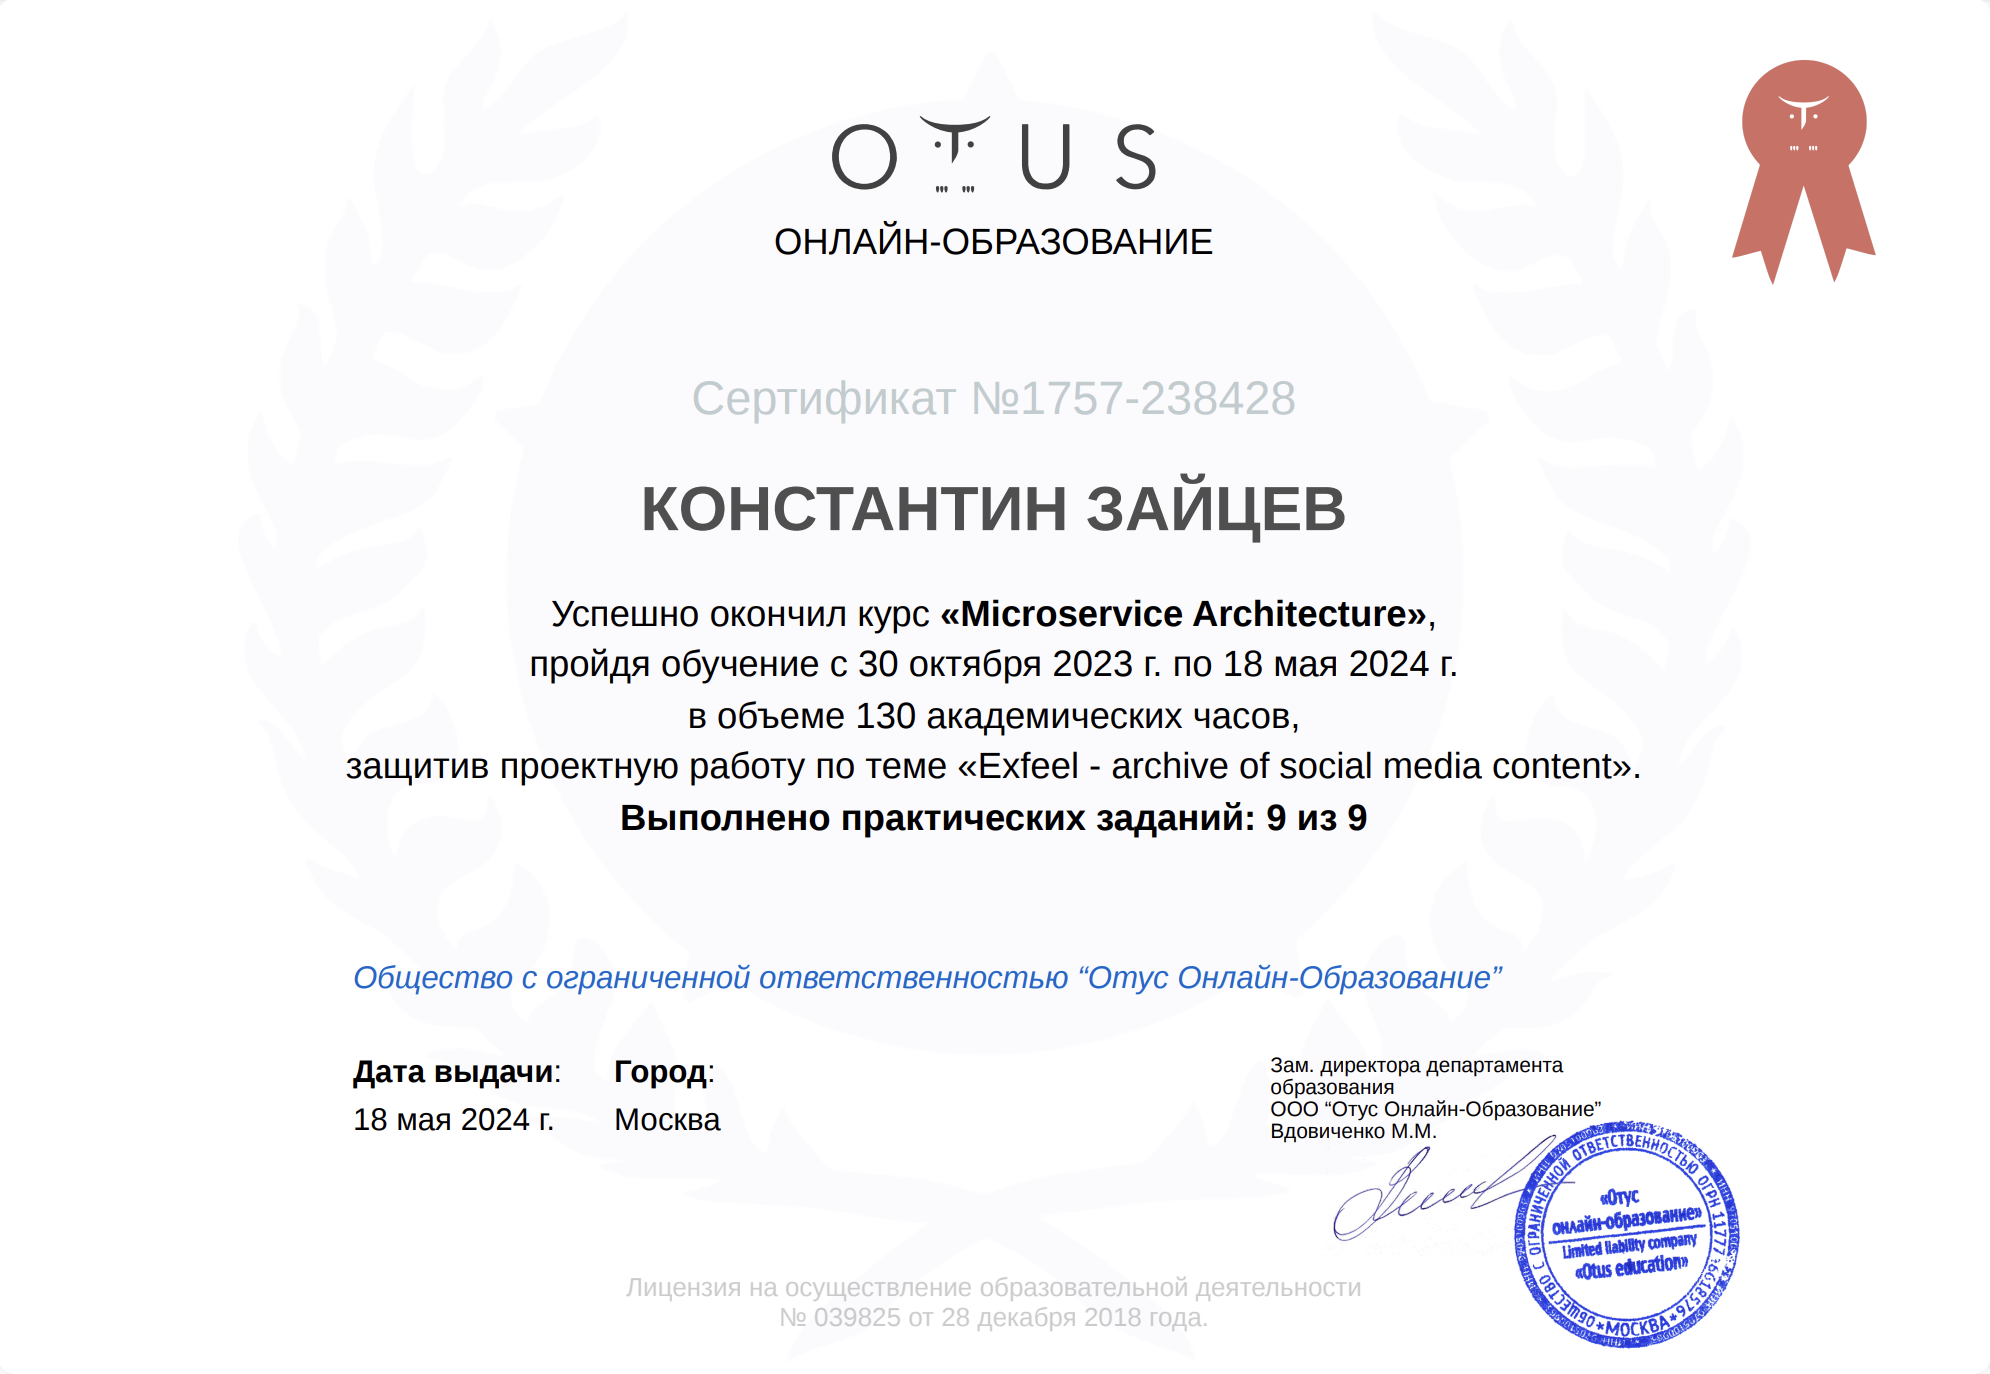 OTUS
ОНЛАЙН-ОБРАЗОВАНИЕ
Сертификат №1757-238428
КОНСТАНТИН ЗАЙЦЕВ
Успешно окончил курс «Microservice Architecture»,
пройдя обучение с 30 октября 2023 г. по 18 мая 2024 г.
в объеме 130 академических часов,
защитив проектную работу по теме «Exfeel - archive of social media content».
Выполнено практических заданий: 9 из 9
Общество с ограниченной ответственностью “Отус Онлайн-Образование”
Дата выдачи: Город:
18 мая 2024 г. Москва
Зам. директора департамента
образования
ООО “Отус Онлайн-Образование”
Вдовиченко М.М.
ОБЩЕСТВО С ОГРАНИЧЕННОЙ ОТВЕТСТВЕННОСТЬЮ ОГРН
*МОСКВА*
«Отус
онлайн-образование»
Limited liability company
«Otus education»
Лицензия на осуществление образовательной деятельности
№ 039825 от 28 декабря 2018 года.